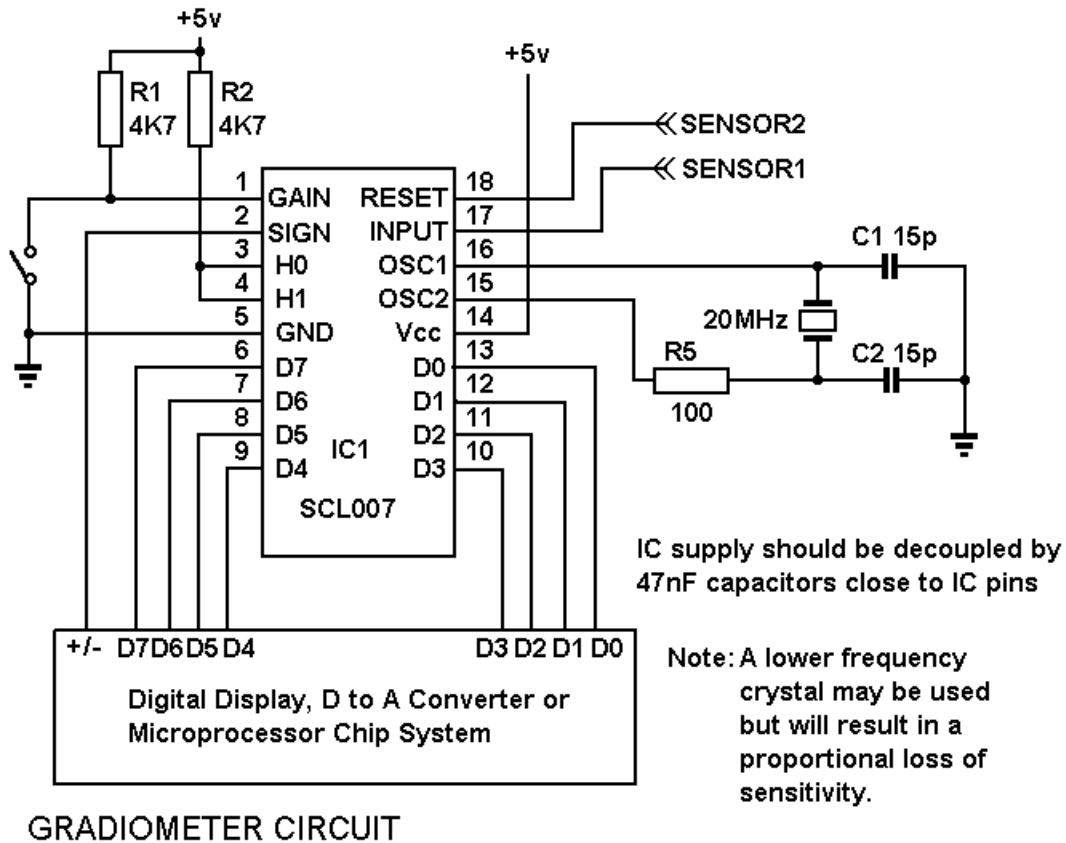 +5v
+5v
R1
4K7
R2
4K7
SENSOR2
SENSOR1
1
GAIN
RESET
18
2
SIGN
INPUT
17
3
H0
OSC1
16
4
H1
OSC2
15
5
GND
Vcc
14
6
D7
D0
13
7
D6
D1
12
8
D5
D2
11
9
D4
D3
10
IC1
SCL007
C1 15p
20MHz
C2 15p
R5
100
IC supply should be decoupled by
47nF capacitors close to IC pins
+/- D7 D6 D5 D4 D3 D2 D1 D0
Digital Display, D to A Converter or
Microprocessor Chip System
Note: A lower frequency
crystal may be used
but will result in a
proportional loss of
sensitivity.
GRADIOMETER CIRCUIT